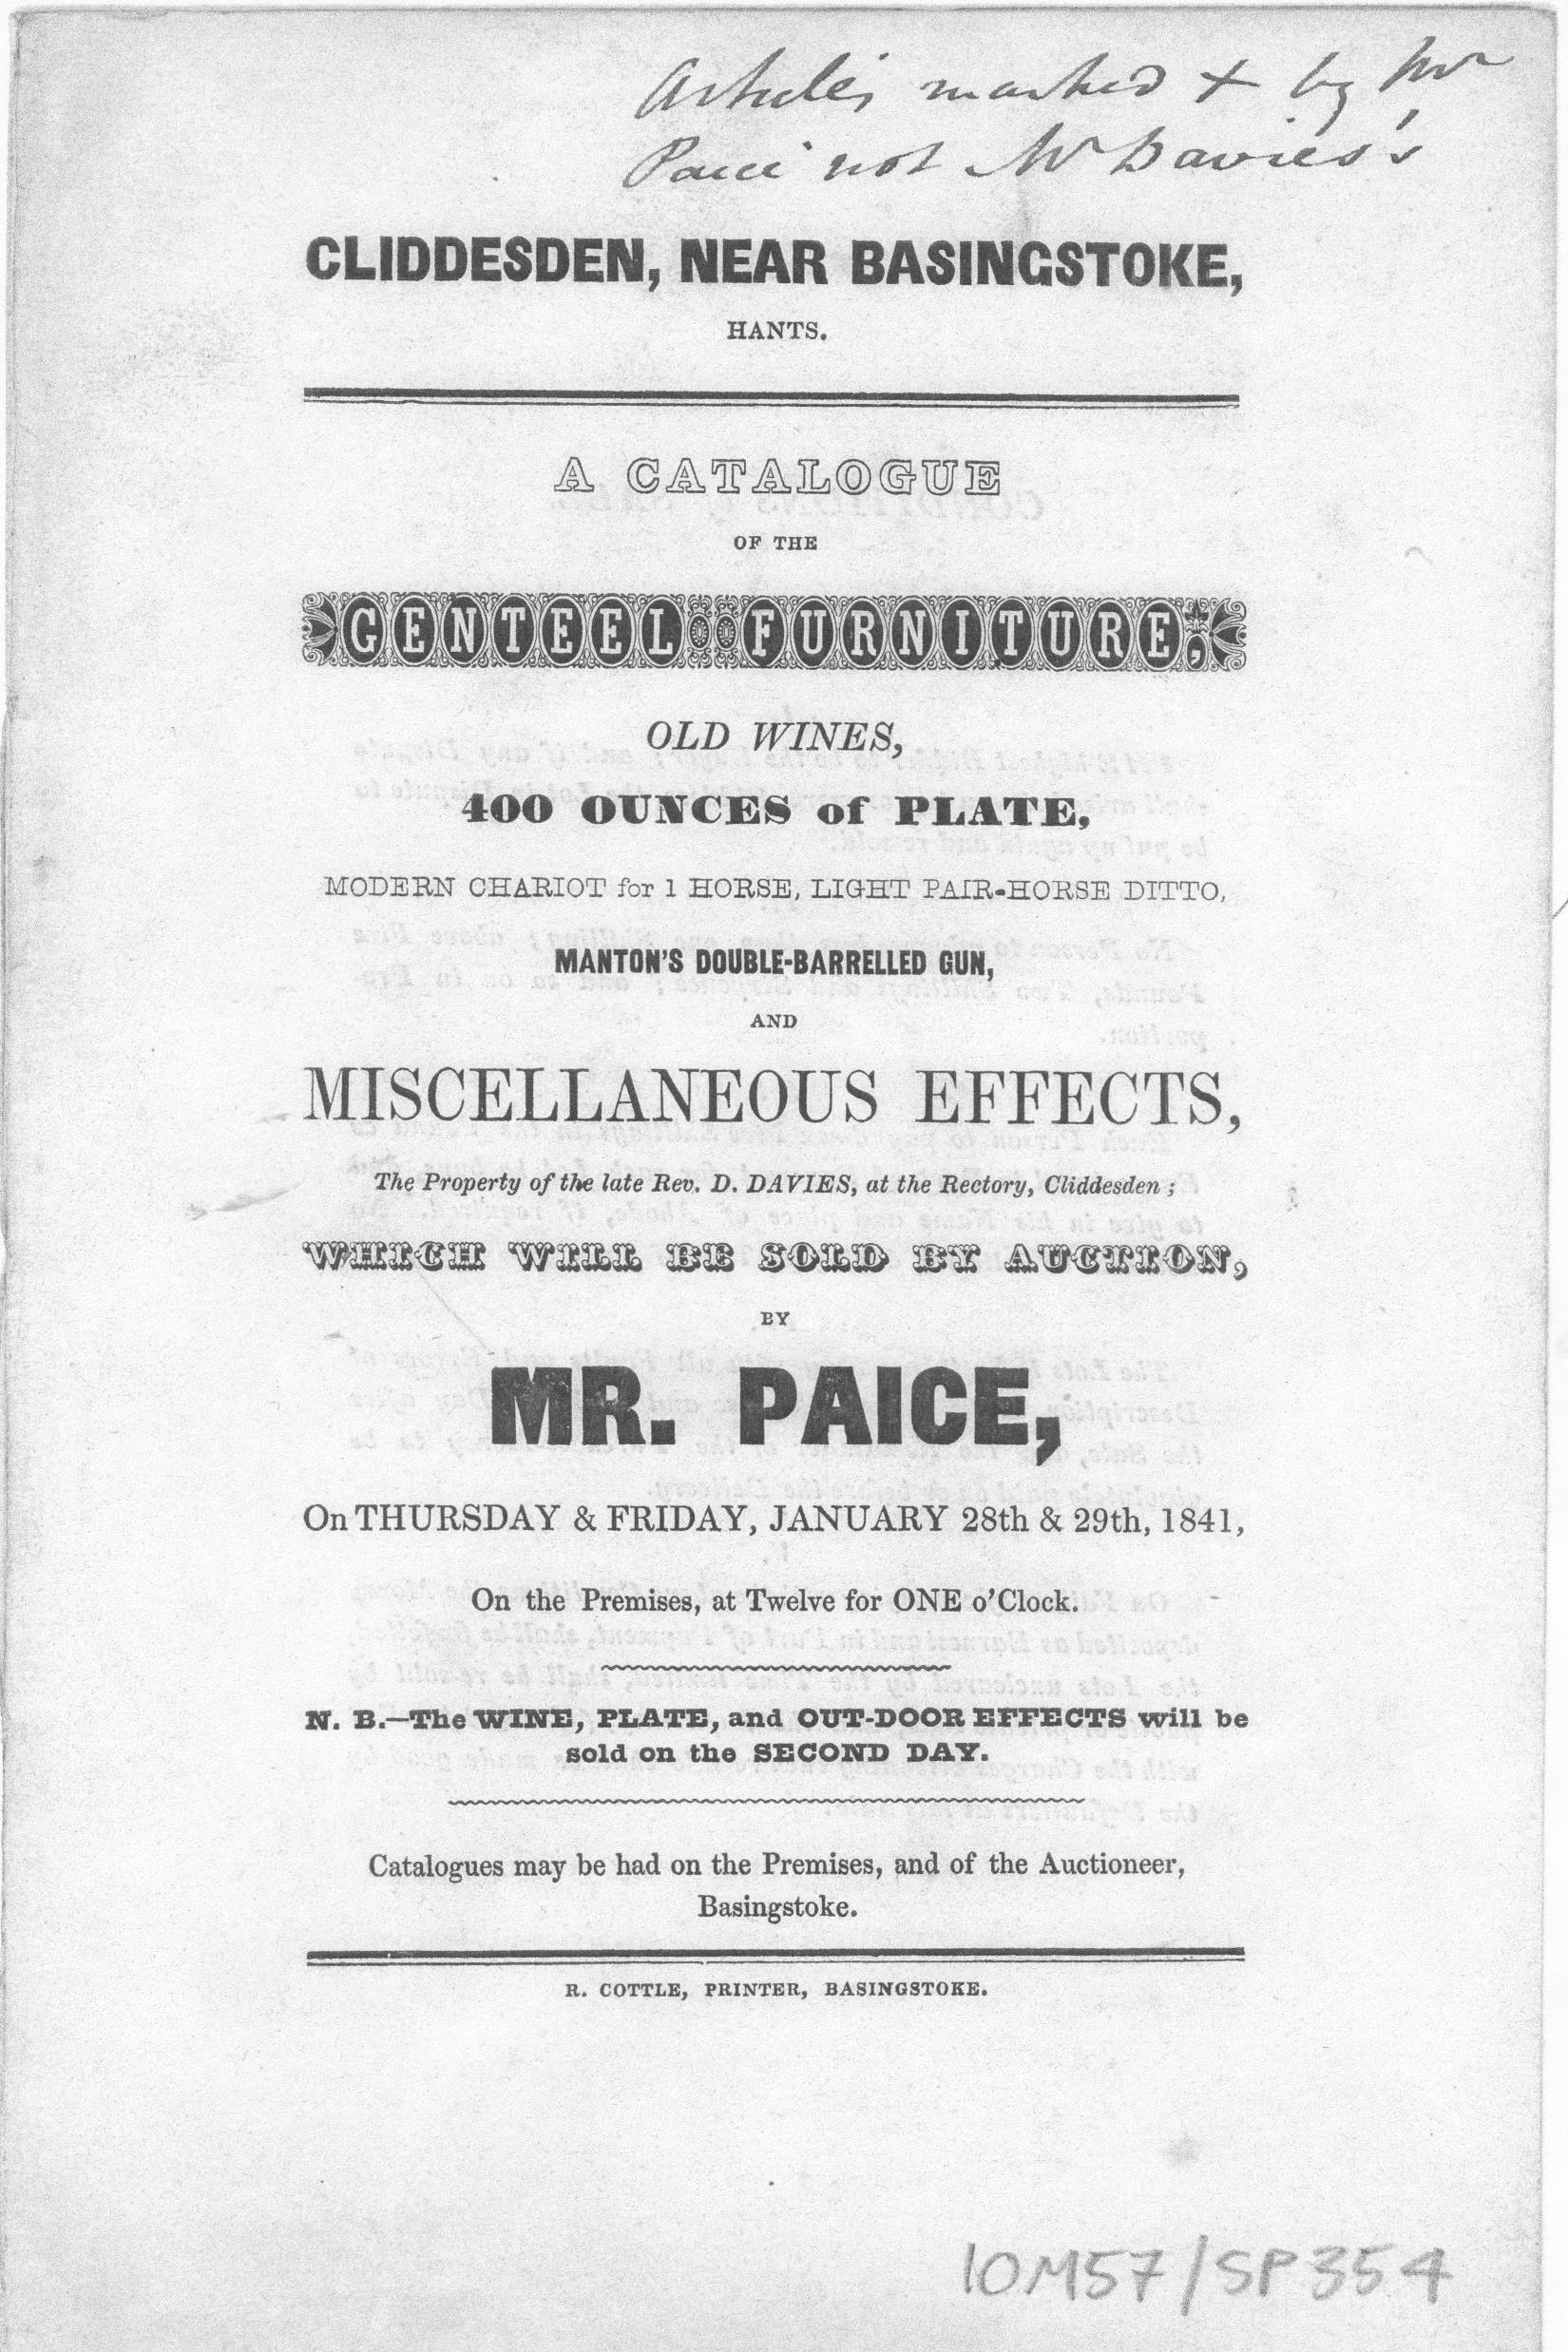 Articles marked + by Mr
Paice not Mr Davies's
CLIDDESDEN, NEAR BASINGSTOKE,
HANTS.
A CATALOGUE
OF THE
GENTEEL FURNITURE,
OLD WINES,
400 OUNCES of PLATE,
MODERN CHARIOT for 1 HORSE, LIGHT PAIR-HORSE DITTO,
MANTON'S DOUBLE-BARRELLED GUN,
AND
MISCELLANEOUS EFFECTS,
The Property of the late Rev. D. DAVIES, at the Rectory, Cliddesden ;
WHICH WILL BE SOLD BY AUCTION,
BY
MR. PAICE,
On THURSDAY & FRIDAY, JANUARY 28th & 29th, 1841,
On the Premises, at Twelve for ONE o'Clock.
N. B.—The WINE, PLATE, and OUT-DOOR EFFECTS will be
sold on the SECOND DAY.
Catalogues may be had on the Premises, and of the Auctioneer,
Basingstoke.
R. COTTLE, PRINTER, BASINGSTOKE.
10M57/SP354